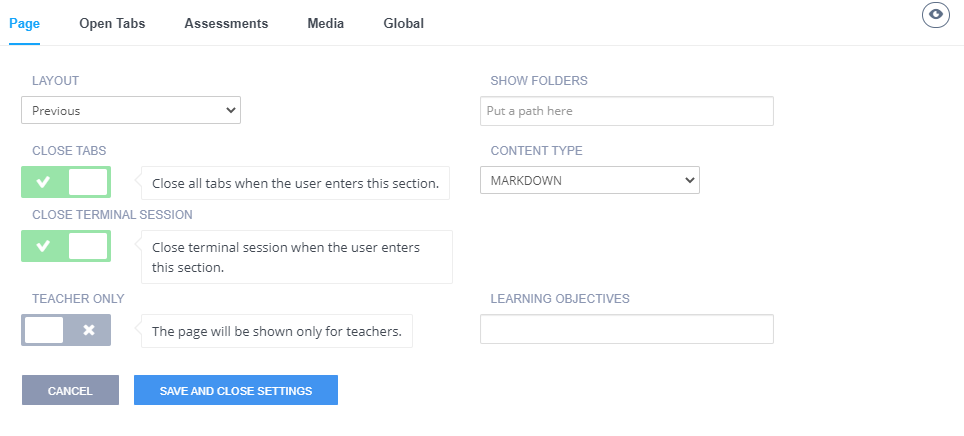 Page Open Tabs Assessments Media Global
LAYOUT
Previous
SHOW FOLDERS
Put a path here
CLOSE TABS
Close all tabs when the user enters this section.
CONTENT TYPE
MARKDOWN
CLOSE TERMINAL SESSION
Close terminal session when the user enters
this section.
TEACHER ONLY
The page will be shown only for teachers.
LEARNING OBJECTIVES
CANCEL
SAVE AND CLOSE SETTINGS